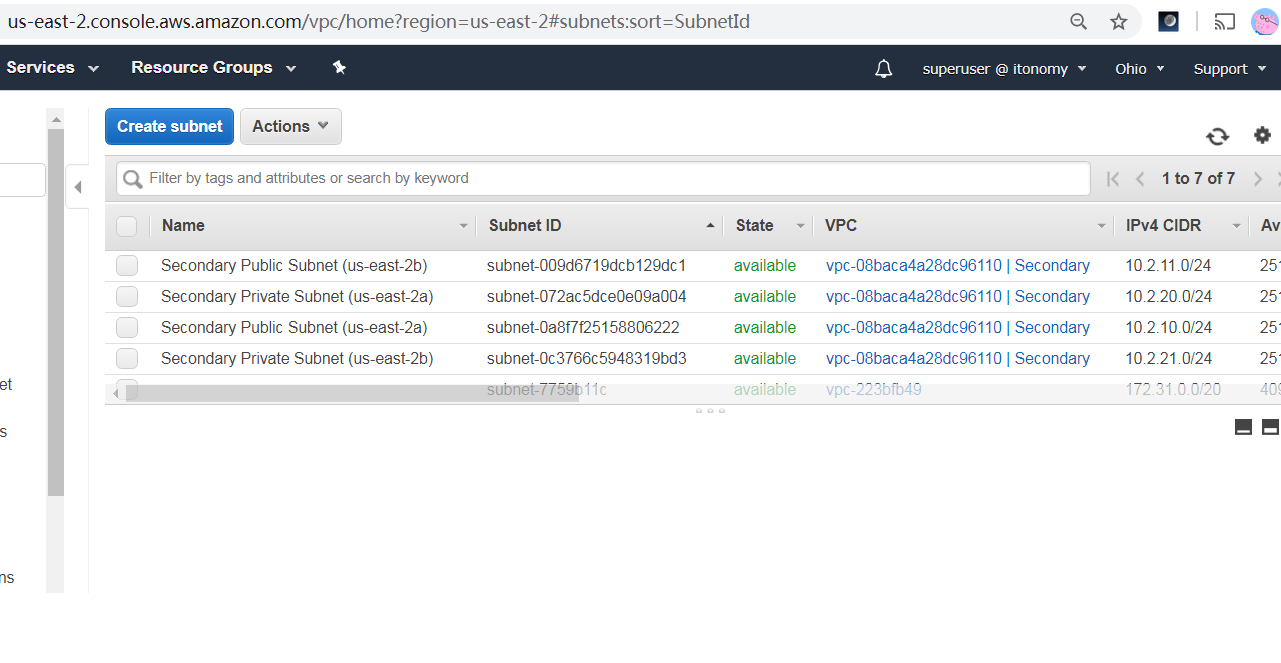 us-east-2.console.aws.amazon.com/vpc/home?region=us-east-2#subnets:sort=SubnetId
Services Resource Groups superuser @ itonomy Ohio Support
Create subnet Actions
Filter by tags and attributes or search by keyword 1 to 7 of 7
Name Subnet ID State VPC IPv4 CIDR Av
Secondary Public Subnet (us-east-2b) subnet-009d6719dcb129dc1 available vpc-08baca4a28dc96110 | Secondary 10.2.11.0/24 251
Secondary Private Subnet (us-east-2a) subnet-072ac5dce0e09a004 available vpc-08baca4a28dc96110 | Secondary 10.2.20.0/24 251
Secondary Public Subnet (us-east-2a) subnet-0a8f7f25158806222 available vpc-08baca4a28dc96110 | Secondary 10.2.10.0/24 251
Secondary Private Subnet (us-east-2b) subnet-0c3766c5948319bd3 available vpc-08baca4a28dc96110 | Secondary 10.2.21.0/24 251
et subnet-7759b11c available vpc-223bfb49 172.31.0.0/20 409
s
ns